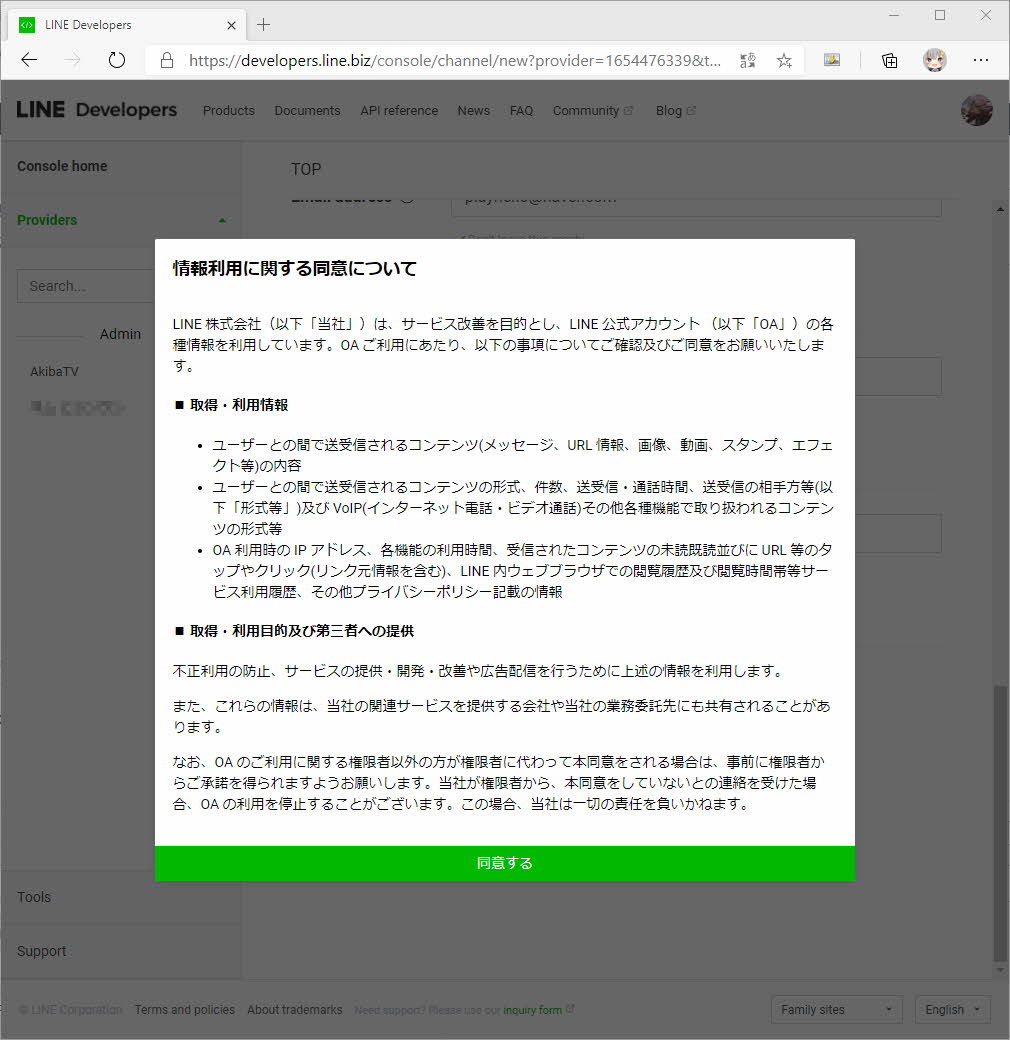 LINE Developers
https://developers.line.biz/console/channel/new?provider=1654476339&t...
LINE Developers
Products
Documents
API reference
News
FAQ
Community
Blog
Console home
Providers
Search...
Admin
AkibaTV
TOP
情報利用に関する同意について
LINE 株式会社（以下「当社」）は、サービス改善を目的とし、LINE 公式アカウント （以下「OA」）の各
種情報を利用しています。OA ご利用にあたり、以下の事項についてご確認及びご同意をお願いいたしま
す。
■ 取得・利用情報
• ユーザーとの間で送受信されるコンテンツ(メッセージ、URL 情報、画像、動画、スタンプ、エフェ
クト等)の内容
• ユーザーとの間で送受信されるコンテンツの形式、件数、送受信・通話時間、送受信の相手方等(以
下「形式等」)及び VoIP(インターネット電話・ビデオ通話)その他各種機能で取り扱われるコンテン
ツの形式等
• OA 利用時の IP アドレス、各機能の利用時間、受信されたコンテンツの未読既読並びに URL 等のタ
ップやクリック(リンク元情報を含む)、LINE 内ウェブブラウザでの閲覧履歴及び閲覧時間帯等サー
ビス利用履歴、その他プライバシーポリシー記載の情報
■ 取得・利用目的及び第三者への提供
不正利用の防止、サービスの提供・開発・改善や広告配信を行うために上述の情報を利用します。
また、これらの情報は、当社の関連サービスを提供する会社や当社の業務委託先にも共有されることがあ
ります。
なお、OA のご利用に関する権限者以外の方が権限者に代わって本同意をされる場合は、事前に権限者か
らご承諾を得られますようお願いします。当社が権限者から、本同意をしていないとの連絡を受けた場
合、OA の利用を停止することがございます。この場合、当社は一切の責任を負いかねます。
同意する
Tools
Support
© LINE Corporation
Terms and policies
About trademarks
Need support? Please use our inquiry form
Family sites
English